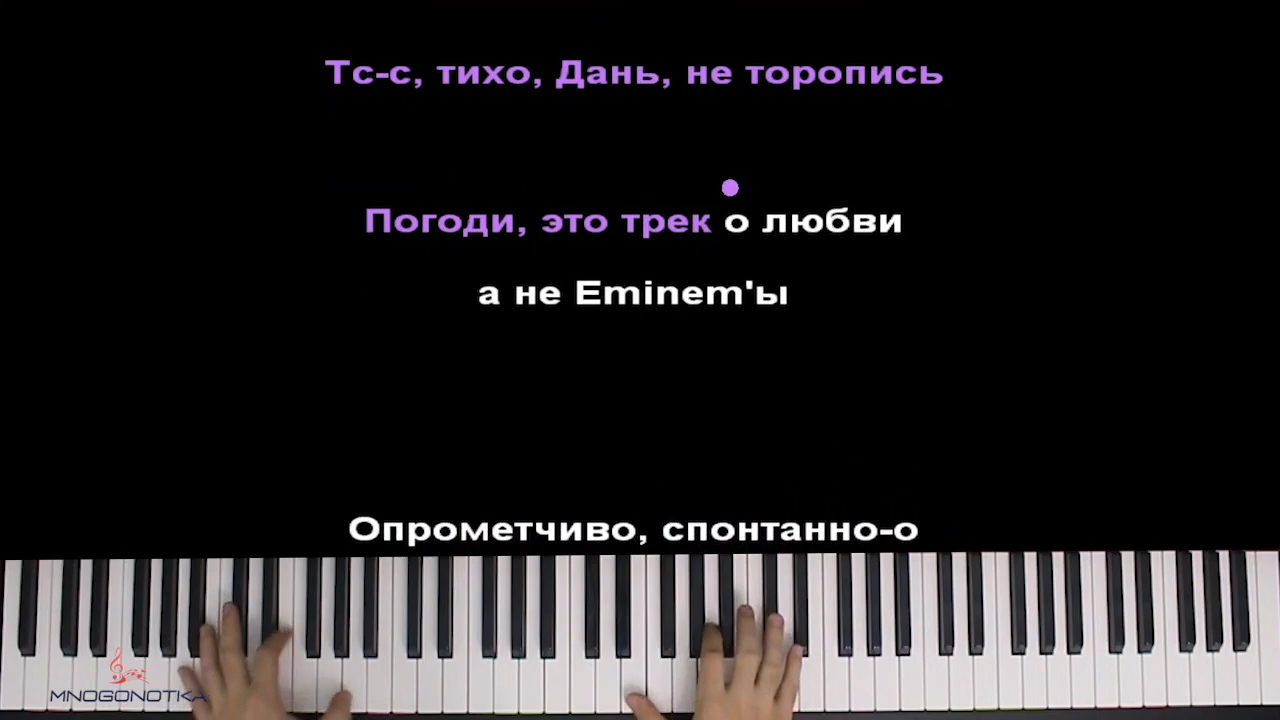 Тс-с, тихо, Дань, не торопись
Погоди, это трек о любви
а не Eminem'ы
Опрометчиво, спонтанно-о
MNOGONOTKA